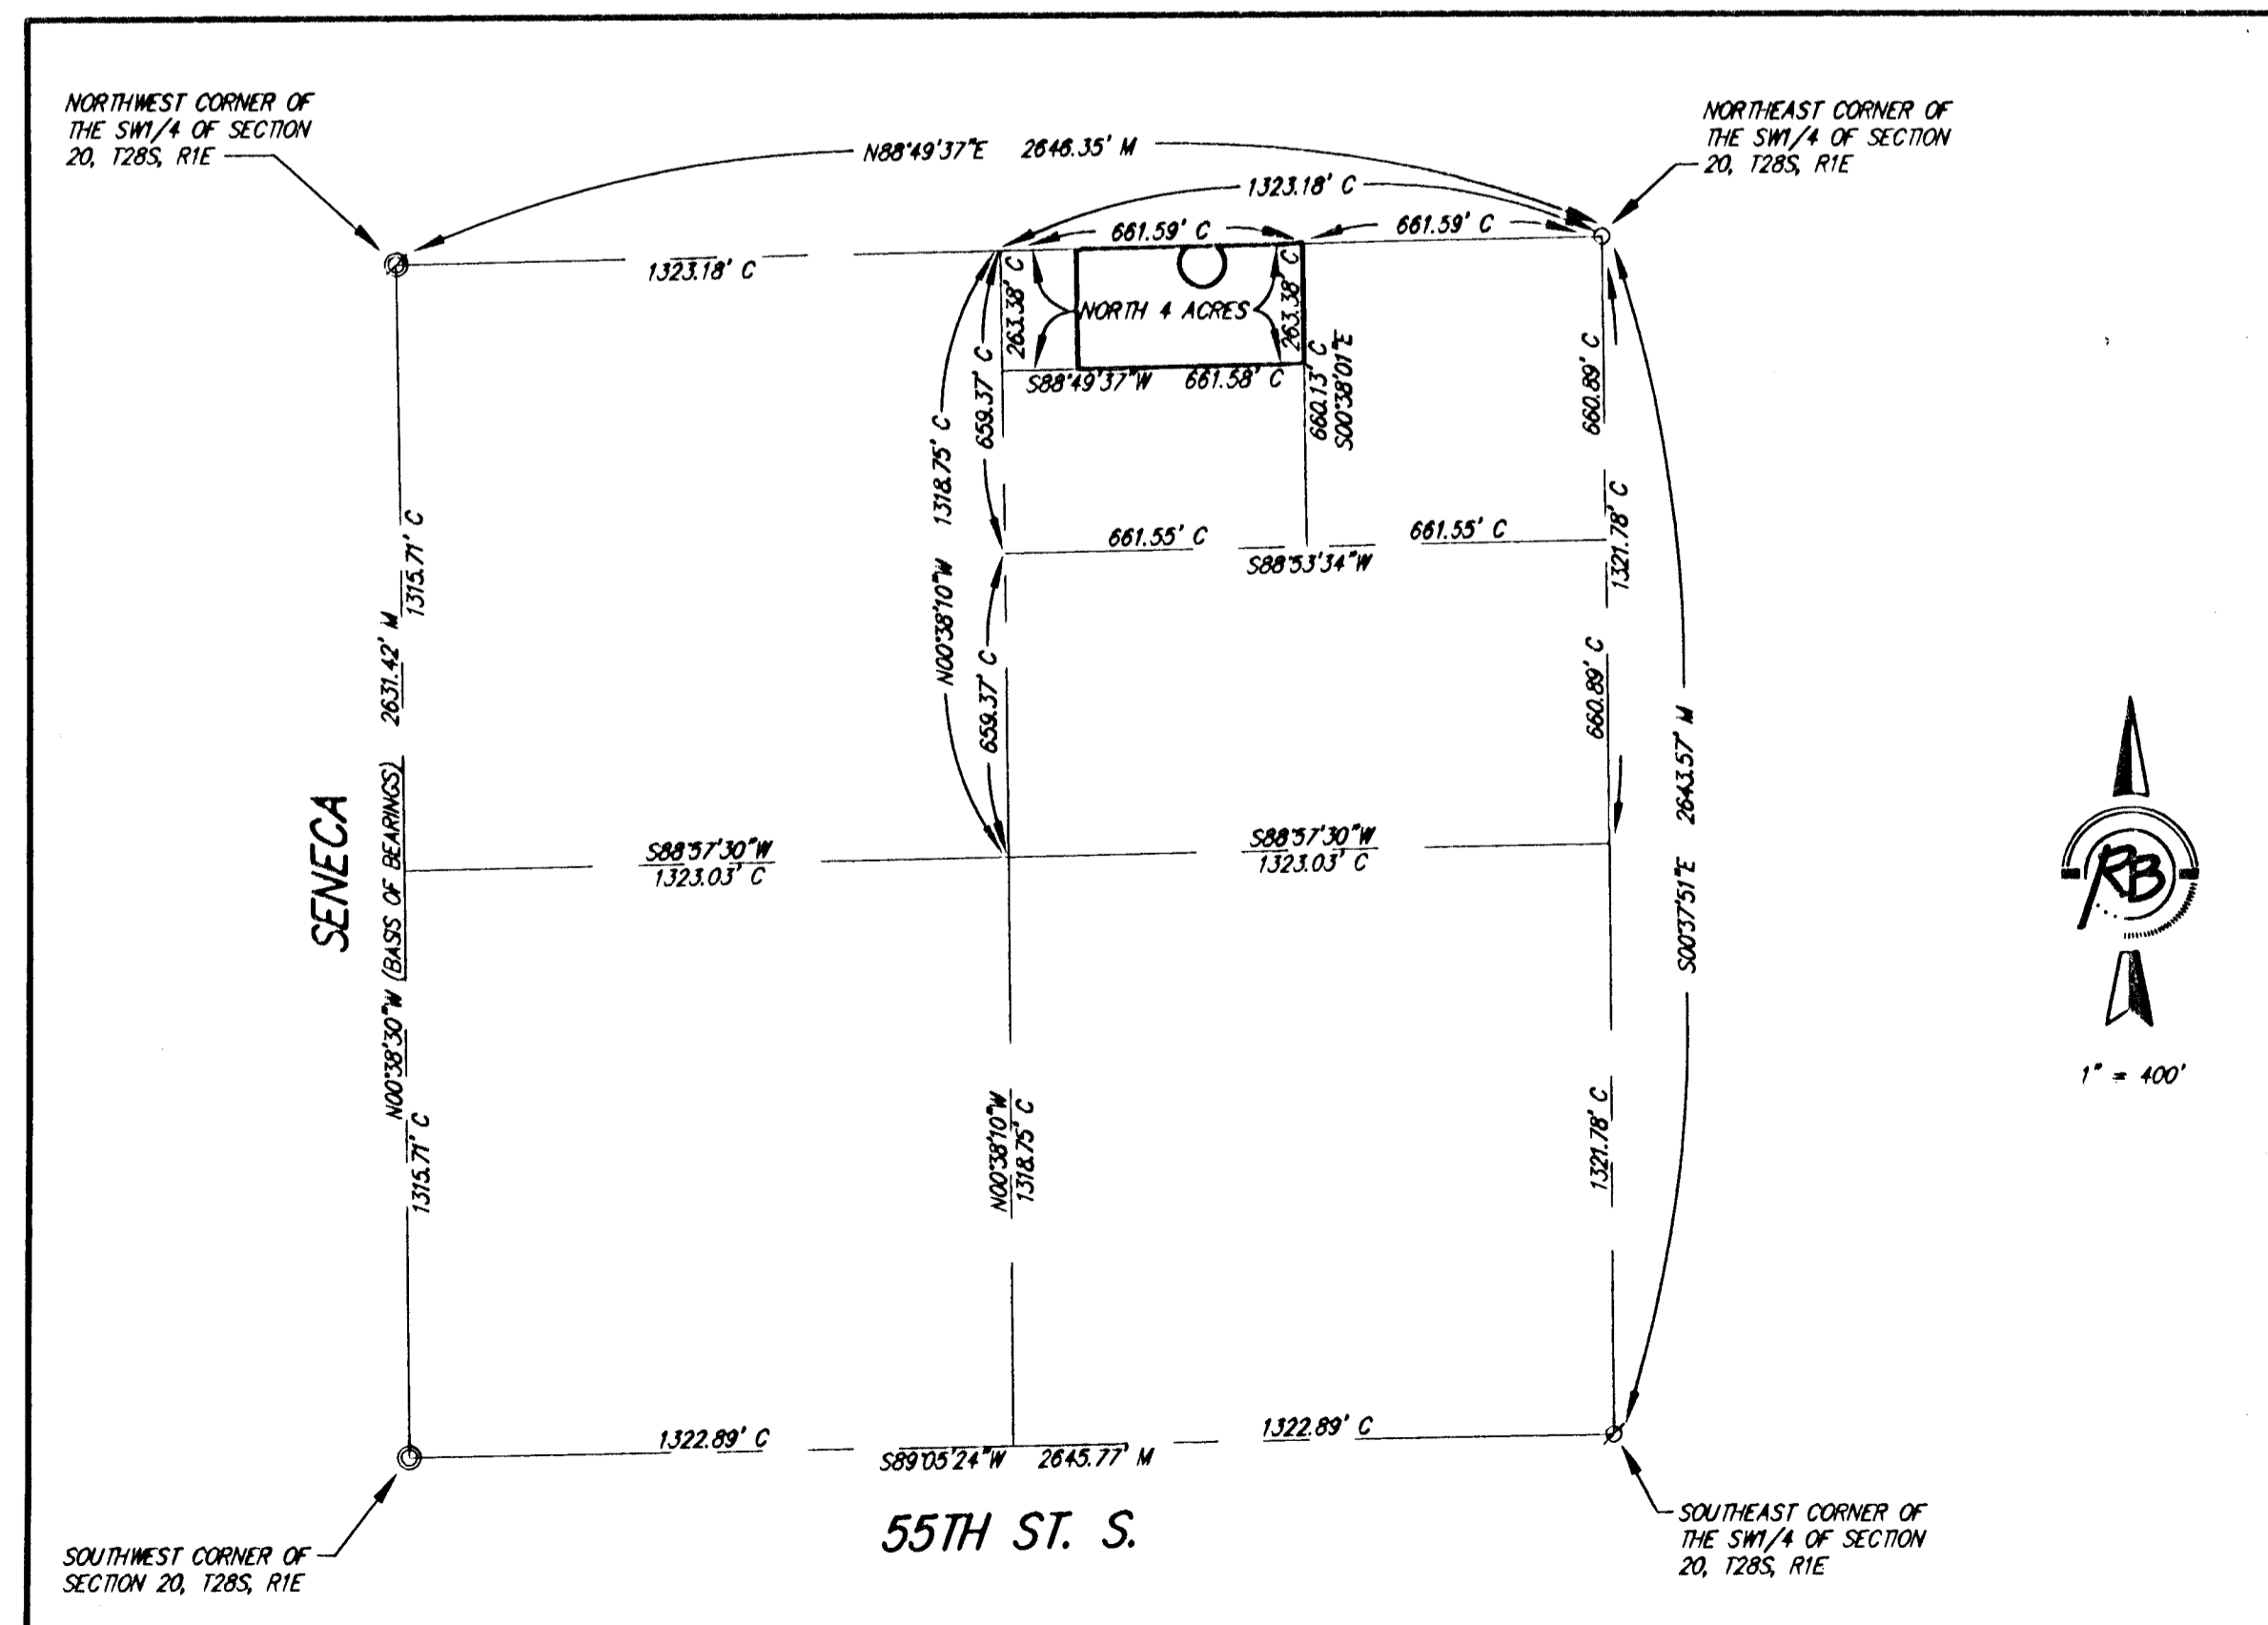 NORTHWEST CORNER OF
THE SW1/4 OF SECTION
20, T28S, R1E
NORTHEAST CORNER OF
THE SW1/4 OF SECTION
20, T28S, R1E
N88°49'37"E 2646.35' M
1323.18' C
661.59' C
661.59' C
1323.18' C
263.38' C
NORTH 4 ACRES
263.38' C
S88°49'37"W 661.58' C
660.13' C
S00°38'01"E
660.89' C
659.37' C
N00°38'10"W 1318.75' C
1315.71' C
661.55' C
661.55' C
S88°53'34"W
1321.78' C
659.37' C
660.89' C
N00°38'30"W (BASIS OF BEARINGS) 2631.42' M
SENECA
S88°57'30"W
1323.03' C
S88°57'30"W
1323.03' C
S00°37'51"E 2643.57' M
RB
1" = 400'
1315.71' C
N00°38'10"W
1318.75' C
1321.78' C
1322.89' C
S89°05'24"W 2645.77' M
1322.89' C
55TH ST. S.
SOUTHWEST CORNER OF
SECTION 20, T28S, R1E
SOUTHEAST CORNER OF
THE SW1/4 OF SECTION
20, T28S, R1E